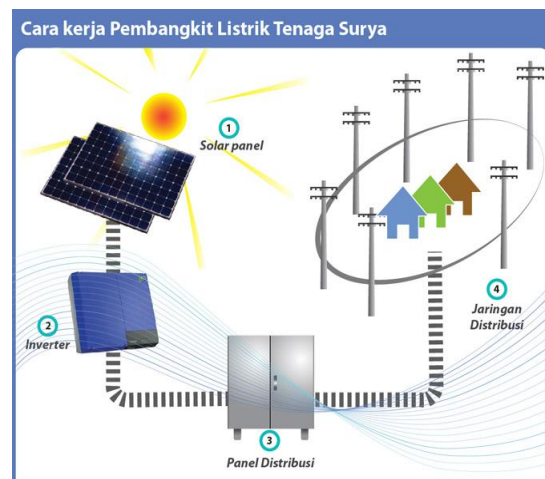 Cara kerja Pembangkit Listrik Tenaga Surya
1
Solar panel
2
Inverter
3
Panel Distribusi
4
Jaringan
Distribusi